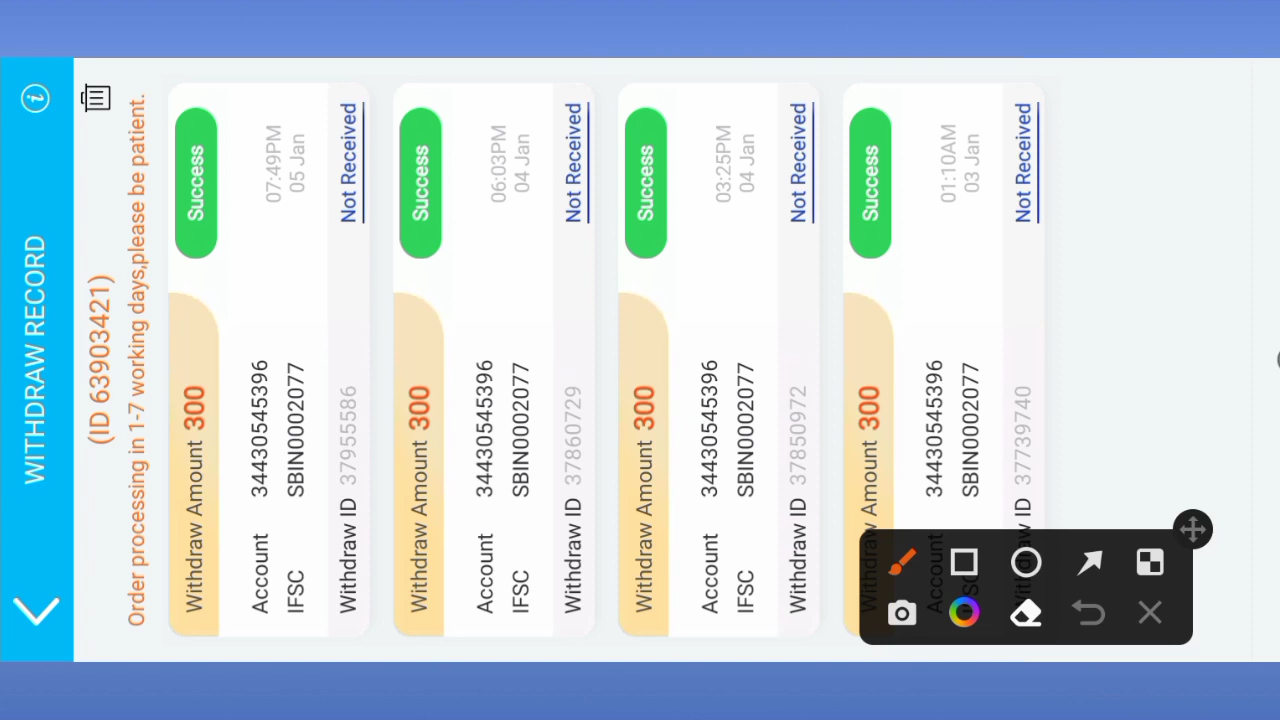 WITHDRAW RECORD
(ID 63903421)
Order processing in 1-7 working days,please be patient.
Withdraw Amount 300 Success
Account 34430545396 07:49PM
IFSC SBIN0002077 05 Jan
Withdraw ID 37955586 Not Received
Withdraw Amount 300 Success
Account 34430545396 06:03PM
IFSC SBIN0002077 04 Jan
Withdraw ID 37860729 Not Received
Withdraw Amount 300 Success
Account 34430545396 03:25PM
IFSC SBIN0002077 04 Jan
Withdraw ID 37850972 Not Received
Withdraw Amount 300 Success
Account 34430545396 01:10AM
IFSC SBIN0002077 03 Jan
Withdraw ID 37739740 Not Received